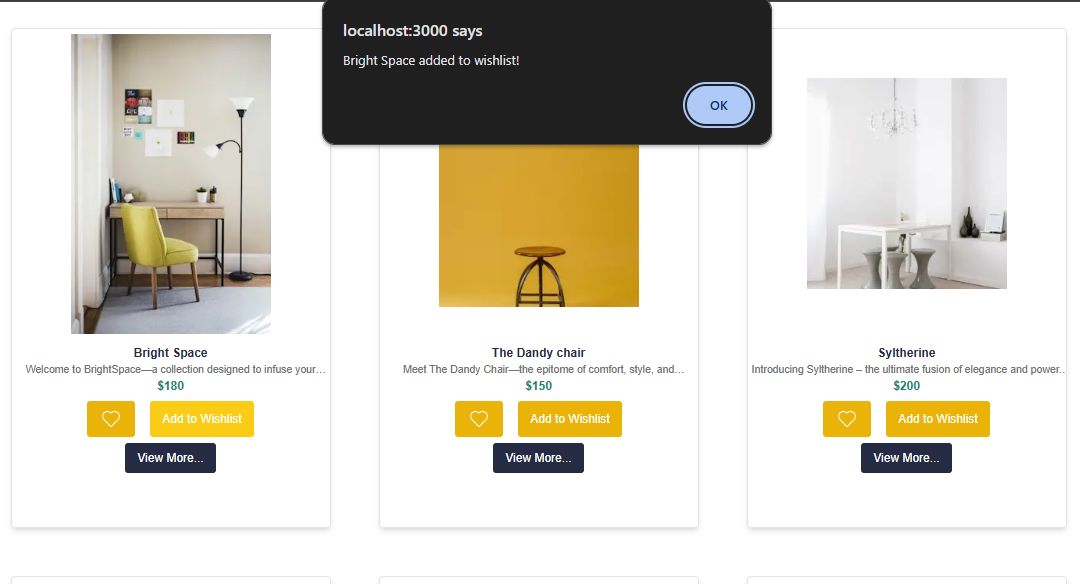 localhost:3000 says
Bright Space added to wishlist!
OK
Bright Space
Welcome to BrightSpace—a collection designed to infuse your…
$180
Add to Wishlist
View More...
The Dandy chair
Meet The Dandy Chair—the epitome of comfort, style, and…
$150
Add to Wishlist
View More...
Syltherine
Introducing Syltherine – the ultimate fusion of elegance and power..
$200
Add to Wishlist
View More...